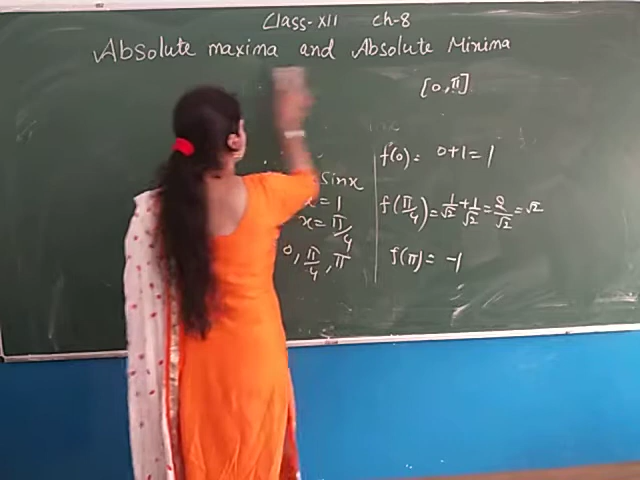 Class-XII Ch-8
Absolute maxima and Absolute Minima
[0,π]
sinx
x=1
x=π/4
0, π/4, π
f(0)= 0+1=1
f(π/4)=1/√2+1/√2=2/√2=√2
f(π)= -1